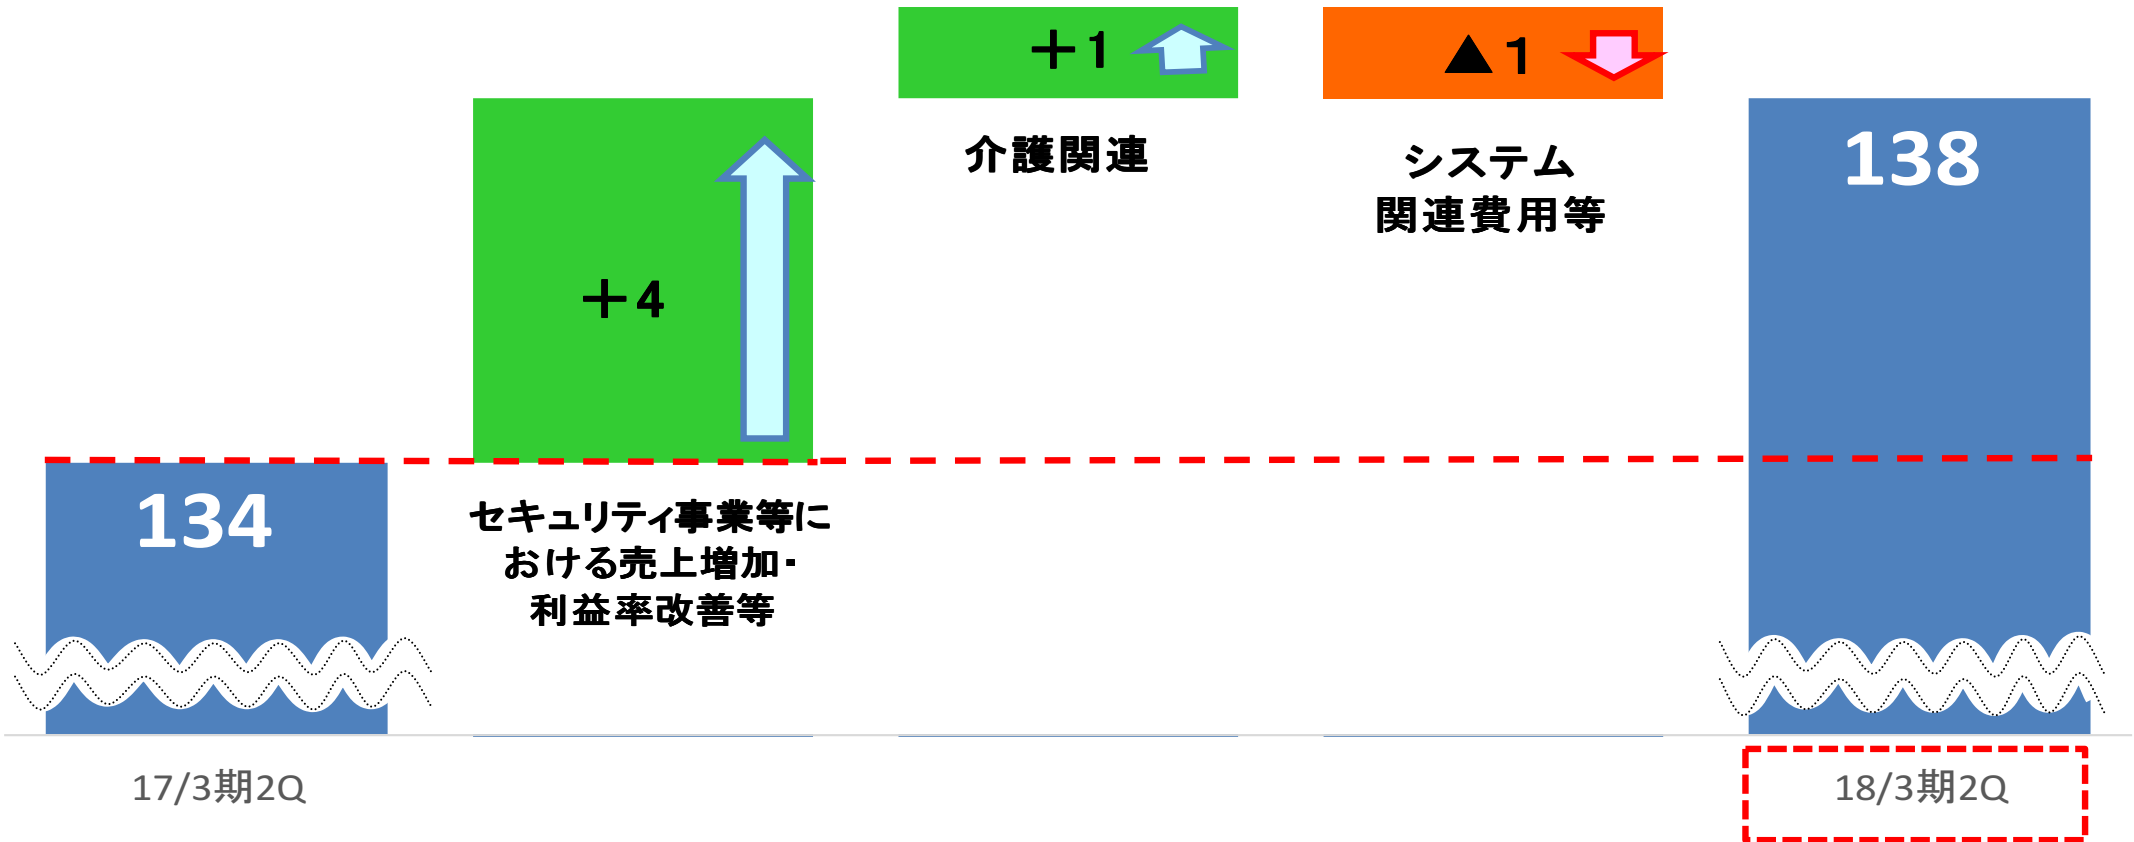 ＋1
▲1
介護関連
システム
関連費用等
138
＋4
134
セキュリティ事業等に
おける売上増加・
利益率改善等
17/3期2Q
18/3期2Q